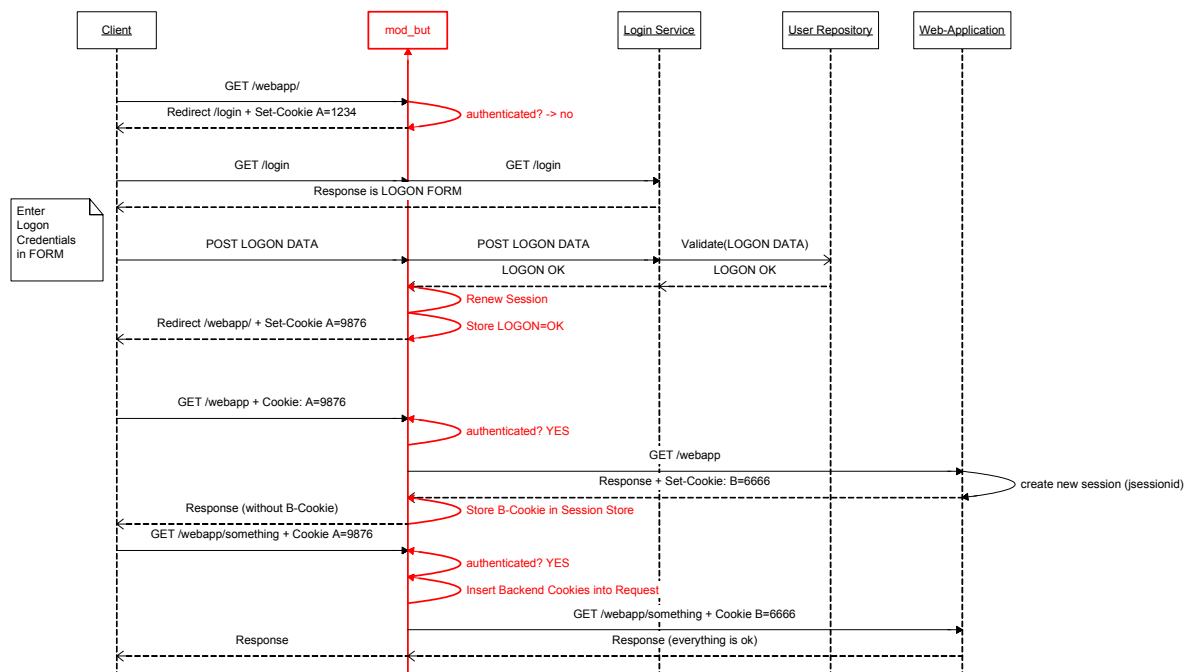 Client
mod_but
Login Service
User Repository
Web-Application
GET /webapp/
Redirect /login + Set-Cookie A=1234
authenticated? -> no
GET /login
GET /login
Response is LOGON FORM
Enter
Logon
Credentials
in FORM
POST LOGON DATA
POST LOGON DATA
Validate(LOGON DATA)
LOGON OK
LOGON OK
Renew Session
Redirect /webapp/ + Set-Cookie A=9876
Store LOGON=OK
GET /webapp + Cookie: A=9876
authenticated? YES
GET /webapp
Response + Set-Cookie: B=6666
create new session (jsessionid)
Response (without B-Cookie)
Store B-Cookie in Session Store
GET /webapp/something + Cookie A=9876
authenticated? YES
Insert Backend Cookies into Request
GET /webapp/something + Cookie B=6666
Response
Response (everything is ok)